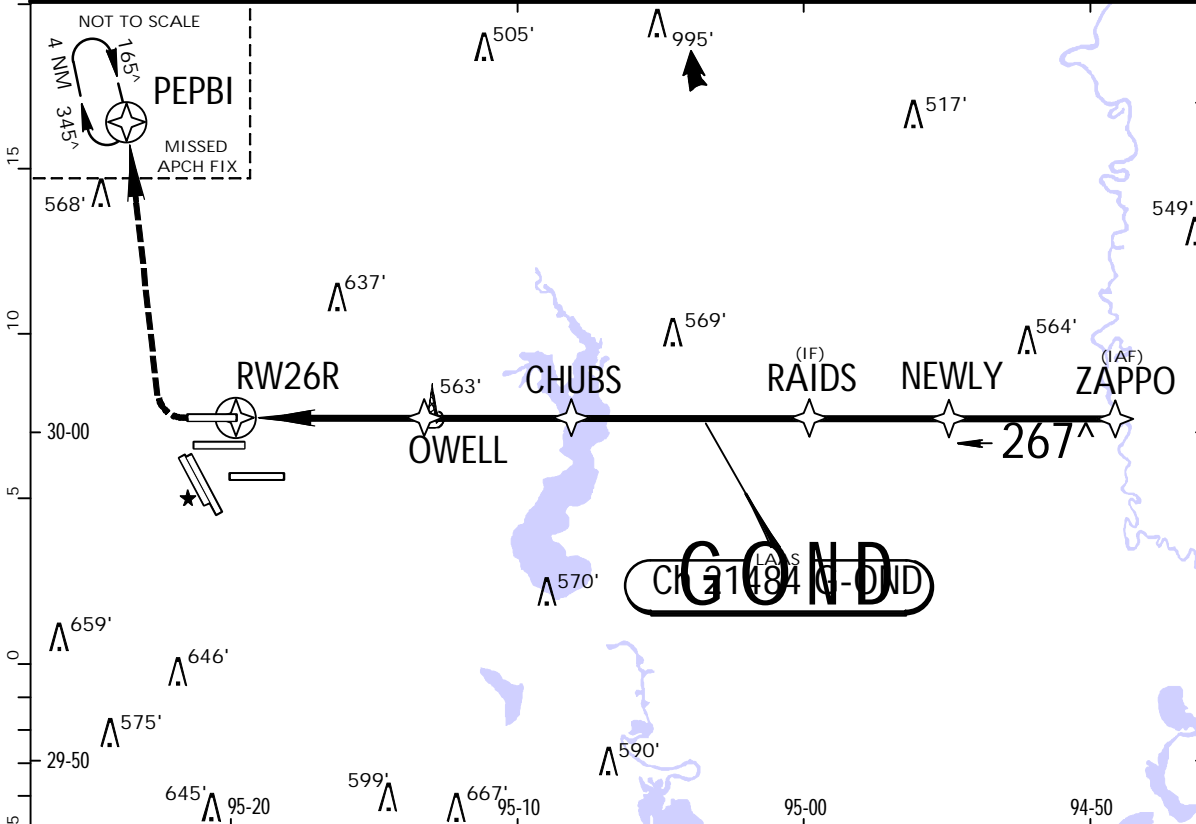 NOT TO SCALE
4 NM
165^
345^
PEPBI
MISSED
APCH FIX
505'
995'
517'
15
568'
549'
637'
10
569'
564'
RW26R
563'
CHUBS
(IF)
RAIDS
NEWLY
(IAF)
ZAPPO
30-00
OWELL
267^
5
LAAS
Ch 21484 G-OND
GOND
570'
659'
0
646'
575'
29-50
590'
599'
645'
667'
5
95-20
95-10
95-00
94-50